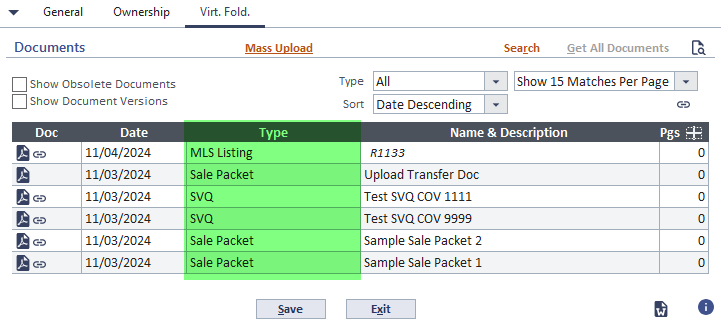 General Ownership Virt. Fold.
Documents Mass Upload Search Get All Documents
Show Obsolete Documents Type All Show 15 Matches Per Page
Show Document Versions Sort Date Descending
Doc Date Type Name & Description Pgs
11/04/2024 MLS Listing R1133 0
11/03/2024 Sale Packet Upload Transfer Doc 0
11/03/2024 SVQ Test SVQ COV 1111 0
11/03/2024 SVQ Test SVQ COV 9999 0
11/03/2024 Sale Packet Sample Sale Packet 2 0
11/03/2024 Sale Packet Sample Sale Packet 1 0
Save Exit